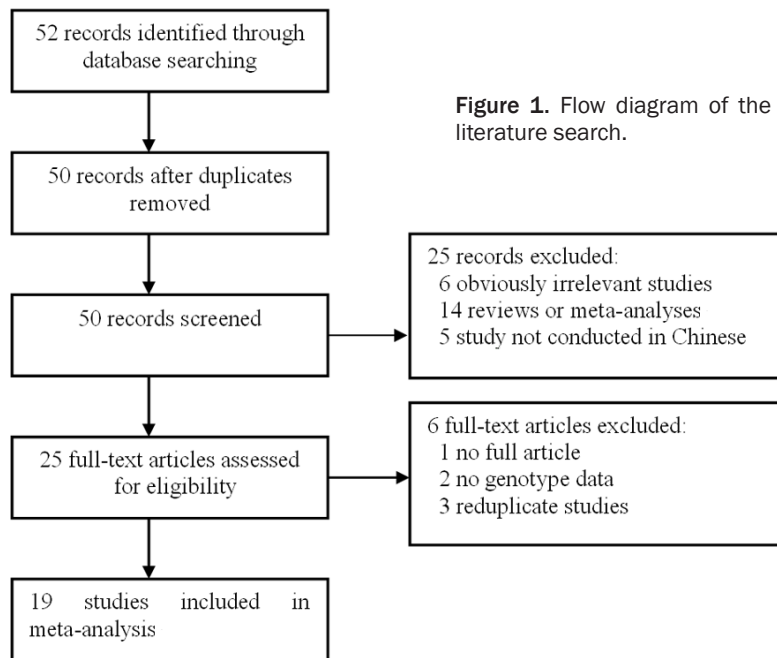 52 records identified through
database searching
Figure 1. Flow diagram of the
literature search.
50 records after duplicates
removed
50 records screened
25 records excluded:
6 obviously irrelevant studies
14 reviews or meta-analyses
5 study not conducted in Chinese
25 full-text articles assessed
for eligibility
6 full-text articles excluded:
1 no full article
2 no genotype data
3 reduplicate studies
19 studies included in
meta-analysis